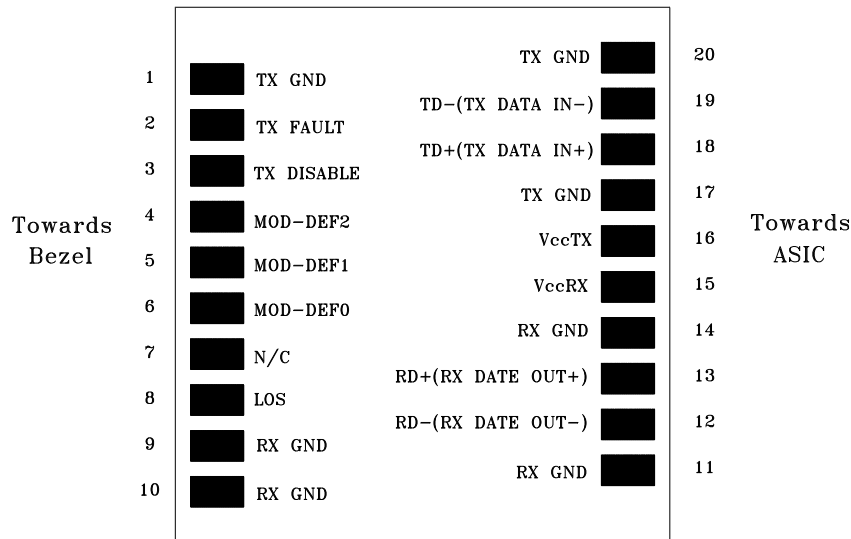 Towards
Bezel
1 TX GND
2 TX FAULT
3 TX DISABLE
4 MOD-DEF2
5 MOD-DEF1
6 MOD-DEF0
7 N/C
8 LOS
9 RX GND
10 RX GND
TX GND 20
TD-(TX DATA IN-) 19
TD+(TX DATA IN+) 18
TX GND 17
VccTX 16
VccRX 15
RX GND 14
RD+(RX DATE OUT+) 13
RD-(RX DATE OUT-) 12
RX GND 11
Towards
ASIC